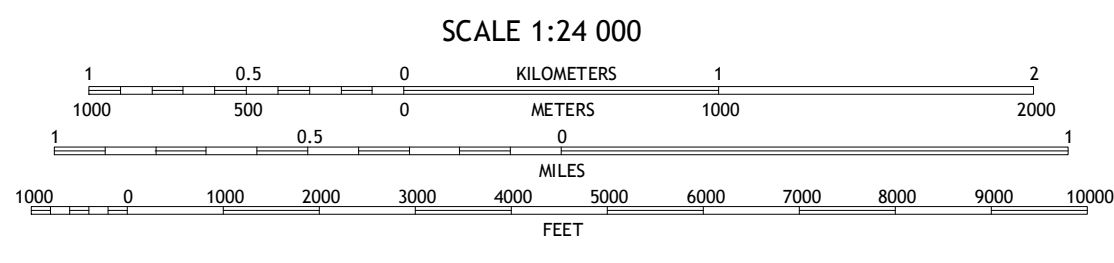 SCALE 1:24 000
1 0.5 0 KILOMETERS 1 2
1000 500 0 METERS 1000 2000
1 0.5 0 1
MILES
1000 0 1000 2000 3000 4000 5000 6000 7000 8000 9000 10000
FEET